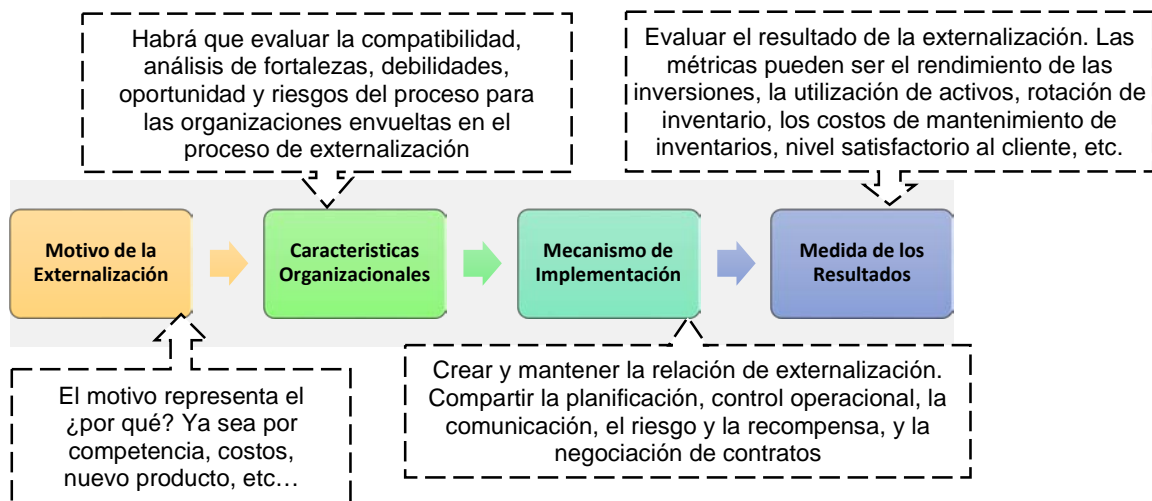 Habrá que evaluar la compatibilidad,
análisis de fortalezas, debilidades,
oportunidad y riesgos del proceso para
las organizaciones envueltas en el
proceso de externalización
Evaluar el resultado de la externalización. Las
métricas pueden ser el rendimiento de las
inversiones, la utilización de activos, rotación de
inventario, los costos de mantenimiento de
inventarios, nivel satisfactorio al cliente, etc.
Motivo de la
Externalización
Caracteristicas
Organizacionales
Mecanismo de
Implementación
Medida de los
Resultados
El motivo representa el
¿por qué? Ya sea por
competencia, costos,
nuevo producto, etc…
Crear y mantener la relación de externalización.
Compartir la planificación, control operacional, la
comunicación, el riesgo y la recompensa, y la
negociación de contratos